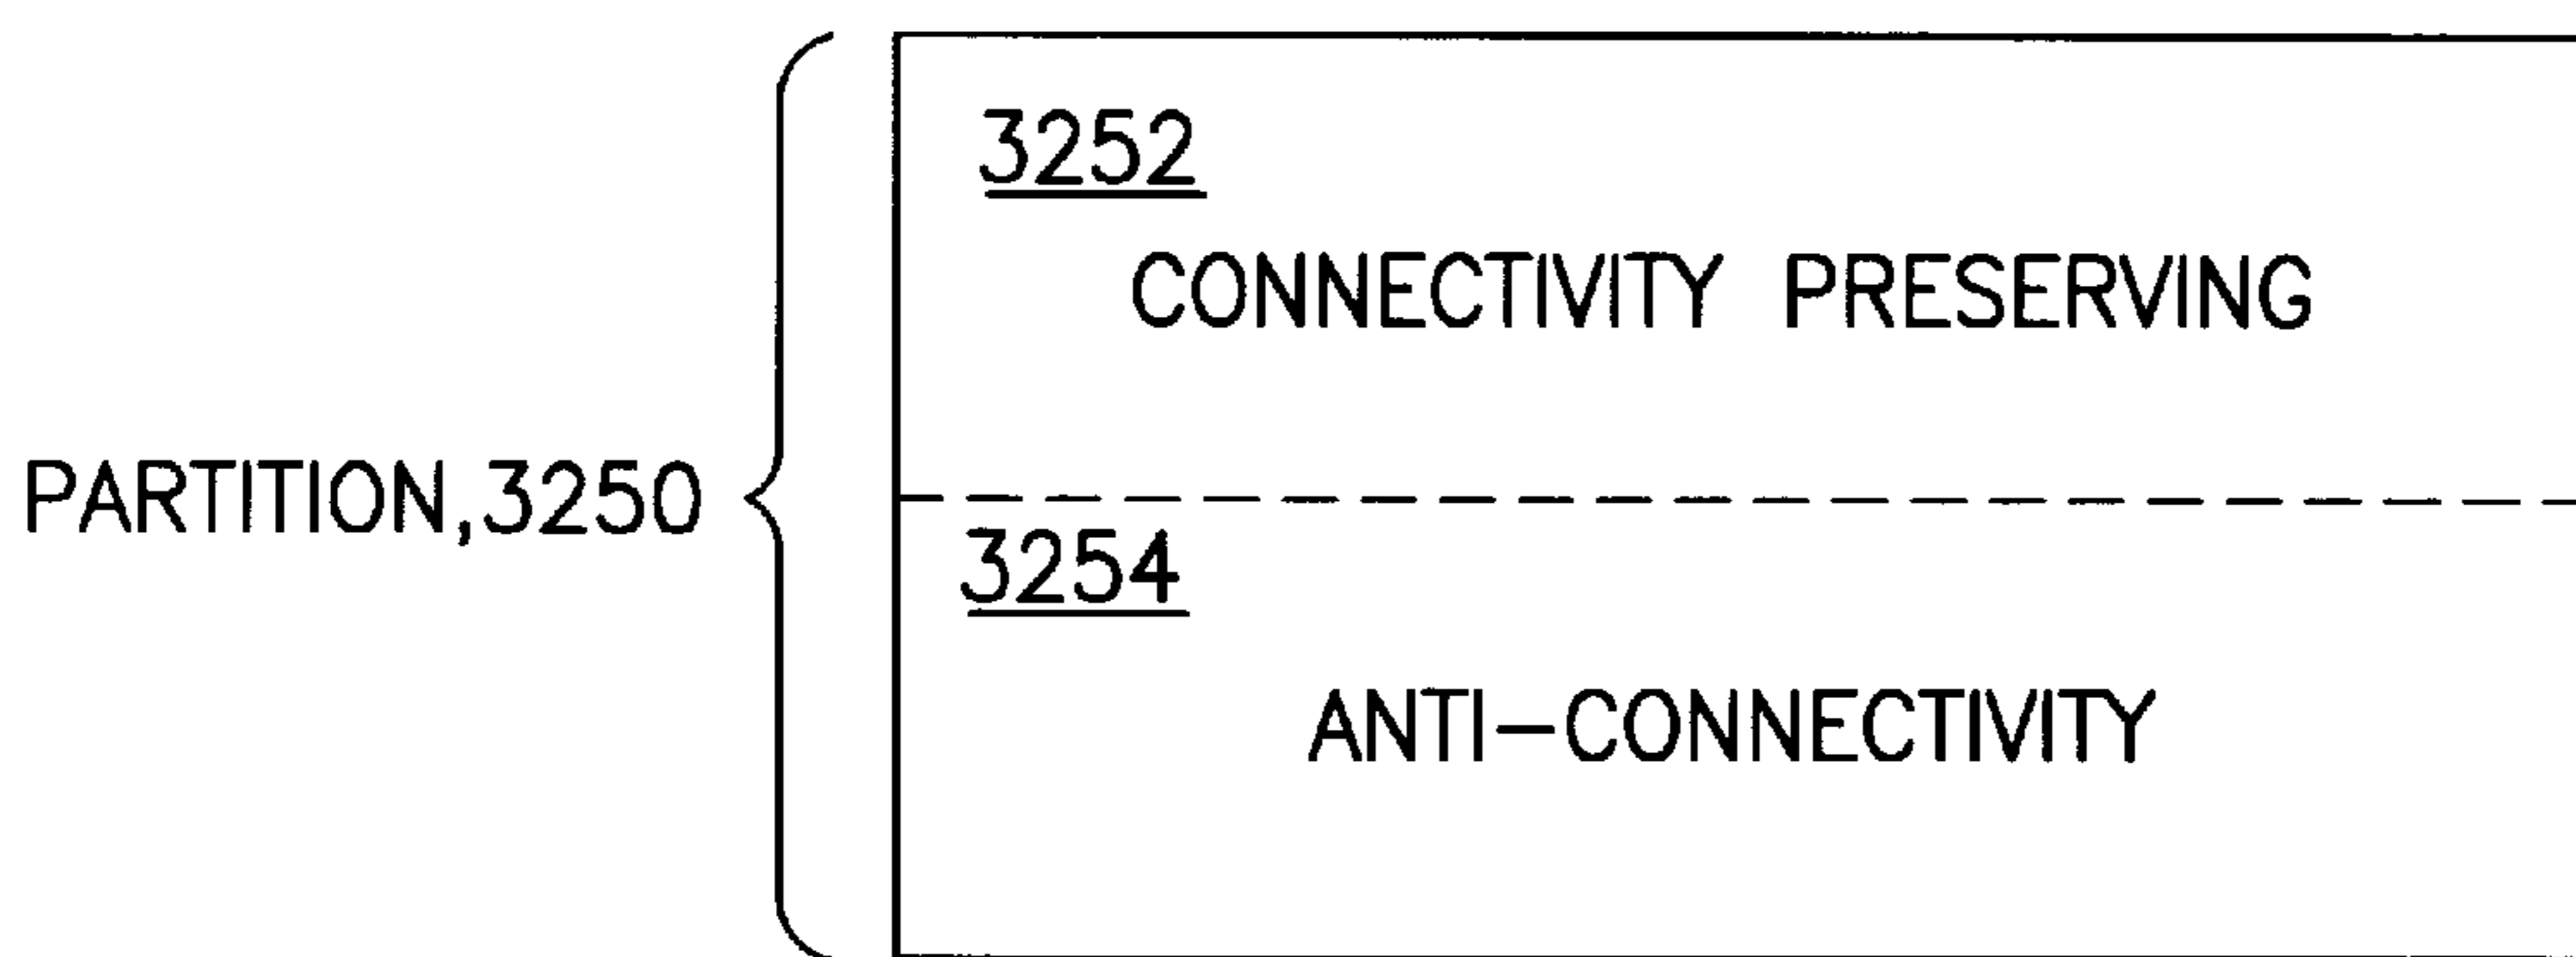 3252
CONNECTIVITY PRESERVING
PARTITION,3250
3254
ANTI-CONNECTIVITY